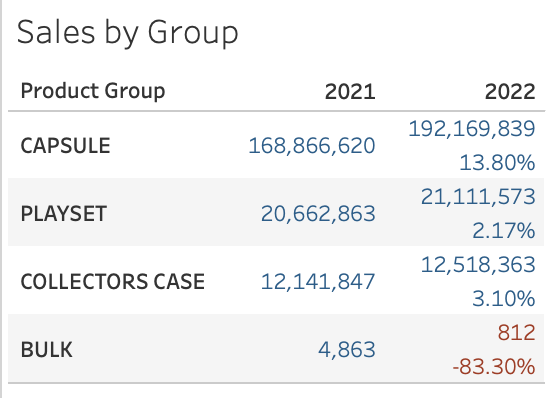 Sales by Group
Product Group 2021 2022
CAPSULE 168,866,620 192,169,839
13.80%
PLAYSET 20,662,863 21,111,573
2.17%
COLLECTORS CASE 12,141,847 12,518,363
3.10%
BULK 4,863 812
-83.30%